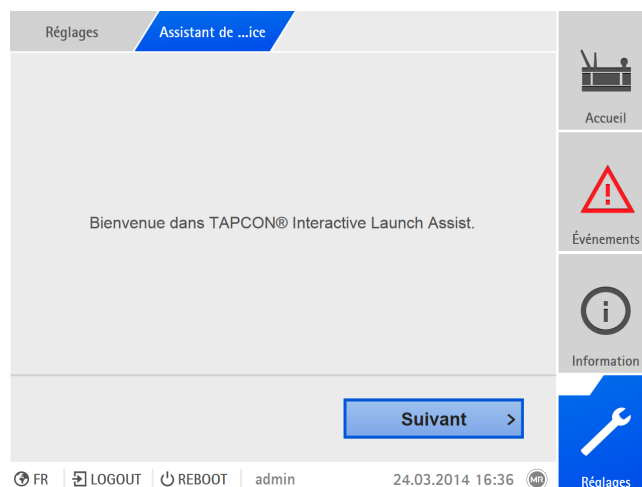 Réglages
Assistant de ...ice
Accueil
Bienvenue dans TAPCON® Interactive Launch Assist.
Événements
Information
Suivant >
FR
LOGOUT
REBOOT
admin
24.03.2014 16:36
MR
Réglages